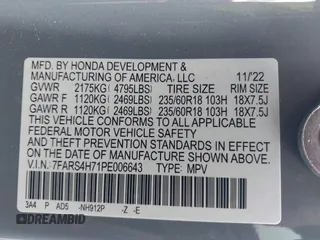 MFD. BY HONDA DEVELOPMENT &
MANUFACTURING OF AMERICA, LLC 11/'22
GVWR 2175KG (4795LBS) TIRE SIZE RIM SIZE
GAWR F 1120KG (2469LBS) 235/60R18 103H 18X7.5J
GAWR R 1120KG (2469LBS) 235/60R18 103H 18X7.5J
THIS VEHICLE CONFORMS TO ALL APPLICABLE
FEDERAL MOTOR VEHICLE SAFETY, BUMPER,
AND THEFT PREVENTION STANDARDS IN EFFECT
ON THE DATE OF MANUFACTURE SHOWN ABOVE.
V.I.N.: 7FARS4H71PE006643 TYPE: MPV
3A4 P AD5 -NH912P -Z -E
DREAMBID